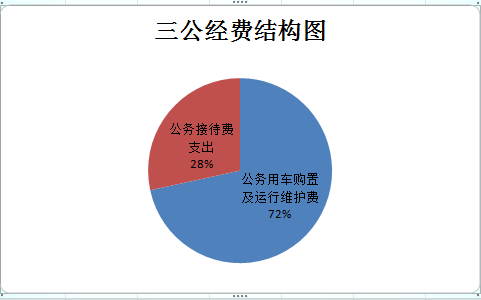 三公经费结构图
公务接待费
支出
28%
公务用车购置
及运行维护费
72%